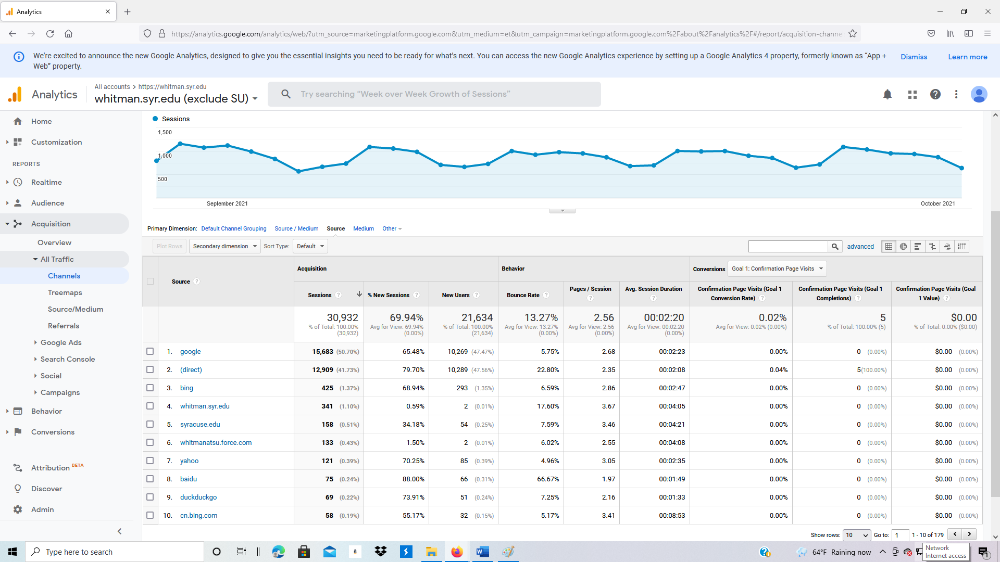 Analytics
https://analytics.google.com/analytics/web/?utm_source=marketingplatform.google.com&utm_medium=et&utm_campaign=marketingplatform.google.com%2Fabout%2Fanalytics%2F#/report/acquisition-channe
We're excited to announce the new Google Analytics, designed to give you the essential insights you need to be ready for what's next. You can access the new Google Analytics experience by setting up a Google Analytics 4 property, formerly known as “App +
Web” property.
Dismiss
Learn more
Analytics
All accounts > https://whitman.syr.edu
whitman.syr.edu (exclude SU)
Try searching “Week over Week Growth of Sessions”
Home
Customization
REPORTS
Realtime
Audience
Acquisition
Overview
All Traffic
Channels
Treemaps
Source/Medium
Referrals
Google Ads
Search Console
Social
Campaigns
Behavior
Conversions
Attribution BETA
Discover
Admin
Sessions
1,500
1,000
500
September 2021
October 2021
Primary Dimension: Default Channel Grouping Source / Medium Source Medium Other
Plot Rows Secondary dimension Sort Type: Default advanced
Source
Acquisition
Behavior
Conversions Goal 1: Confirmation Page Visits
Sessions
% New Sessions
New Users
Bounce Rate
Pages / Session
Avg. Session Duration
Confirmation Page Visits (Goal 1
Conversion Rate)
Confirmation Page Visits (Goal 1
Completions)
Confirmation Page Visits (Goal
1 Value)
30,932 69.94% 21,634 13.27% 2.56 00:02:20 0.02% 5 $0.00
% of Total: 100.00% Avg for View: 69.94% % of Total: 100.00% Avg for View: 13.27% Avg for View: 2.56 Avg for View: 00:02:20 Avg for View: 0.02% (0.00%) % of Total: 100.00% (5) % of Total: 0.00% ($0.00)
(30,932) (0.00%) (21,634) (0.00%) (0.00%) (0.00%)
1. google 15,683 (50.70%) 65.48% 10,269 (47.47%) 5.75% 2.68 00:02:23 0.00% 0 (0.00%) $0.00 (0.00%)
2. (direct) 12,909 (41.73%) 79.70% 10,289 (47.56%) 22.80% 2.35 00:02:08 0.04% 5(100.00%) $0.00 (0.00%)
3. bing 425 (1.37%) 68.94% 293 (1.35%) 6.59% 2.86 00:02:47 0.00% 0 (0.00%) $0.00 (0.00%)
4. whitman.syr.edu 341 (1.10%) 0.59% 2 (0.01%) 17.60% 3.67 00:04:05 0.00% 0 (0.00%) $0.00 (0.00%)
5. syracuse.edu 158 (0.51%) 34.18% 54 (0.25%) 7.59% 3.46 00:04:21 0.00% 0 (0.00%) $0.00 (0.00%)
6. whitmanatsu.force.com 133 (0.43%) 1.50% 2 (0.01%) 6.02% 2.55 00:04:08 0.00% 0 (0.00%) $0.00 (0.00%)
7. yahoo 121 (0.39%) 70.25% 85 (0.39%) 4.96% 3.05 00:02:35 0.00% 0 (0.00%) $0.00 (0.00%)
8. baidu 75 (0.24%) 88.00% 66 (0.31%) 66.67% 1.97 00:01:49 0.00% 0 (0.00%) $0.00 (0.00%)
9. duckduckgo 69 (0.22%) 73.91% 51 (0.24%) 7.25% 2.16 00:01:33 0.00% 0 (0.00%) $0.00 (0.00%)
10. cn.bing.com 58 (0.19%) 55.17% 32 (0.15%) 5.17% 3.41 00:08:53 0.00% 0 (0.00%) $0.00 (0.00%)
Show rows: 10 Go to: 1 1 - 10 of 179
Type here to search
a
64°F Raining now
Network
Internet access
1